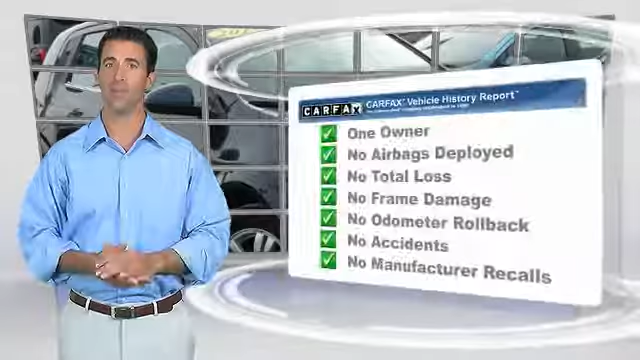 CARFAX CARFAX Vehicle History Report™
One Owner
No Airbags Deployed
No Total Loss
No Frame Damage
No Odometer Rollback
No Accidents
No Manufacturer Recalls